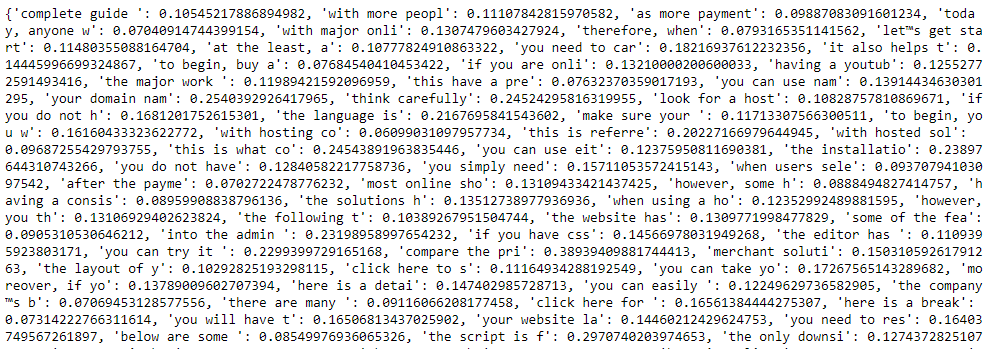 {'complete guide ': 0.10545217886894982, 'with more peopl': 0.11107842815970582, 'as more payment': 0.09887083091601234, 'toda
y, anyone w': 0.07040914744399154, 'with major onli': 0.1307479603427924, 'therefore, when': 0.0793165351141562, 'let™s get sta
rt': 0.11480355088164704, 'at the least, a': 0.10777824910863322, 'you need to car': 0.18216937612232356, 'it also helps t': 0.
14445996699324867, 'to begin, buy a': 0.07684540410453422, 'if you are onli': 0.13210000200600033, 'having a youtub': 0.1255277
2591493416, 'the major work ': 0.11989421592096959, 'this have a pre': 0.07632370359017193, 'you can use nam': 0.13914434630301
295, 'your domain nam': 0.2540392926417965, 'think carefully': 0.24524295816319955, 'look for a host': 0.10828757810869671, 'if
you do not h': 0.1681201752615301, 'the language is': 0.2167695841543602, 'make sure your ': 0.11713307566300511, 'to begin, yo
u w': 0.16160433323622772, 'with hosting co': 0.06099031097957734, 'this is referre': 0.20227166979644945, 'with hosted sol':
0.09687255429793755, 'this is what co': 0.24543891963835446, 'you can use eit': 0.12375950811690381, 'the installatio': 0.23897
644310743266, 'you do not have': 0.12840582217758736, 'you simply need': 0.15711053572415143, 'when users sele': 0.093707941030
97542, 'after the payme': 0.0702722478776232, 'most online sho': 0.13109433421437425, 'however, some h': 0.0888494827414757, 'h
aving a consis': 0.08959908838796136, 'the solutions h': 0.13512738977936936, 'when using a ho': 0.12352992489881595, 'however,
you th': 0.13106929402623824, 'the following t': 0.10389267951504744, 'the website has': 0.1309771998477829, 'some of the fea':
0.0905310530646212, 'into the admin ': 0.23198958997654232, 'if you have css': 0.14566978031949268, 'the editor has ': 0.110939
5923803171, 'you can try it ': 0.2299399729165168, 'compare the pri': 0.38939409881744413, 'merchant soluti': 0.150310592617912
63, 'the layout of y': 0.10292825193298115, 'click here to s': 0.11164934288192549, 'you can take yo': 0.17267565143289682, 'mo
reover, if yo': 0.13789009602707394, 'here is a detai': 0.147402985728713, 'you can easily ': 0.12249629736582905, 'the company
™s b': 0.07069453128577556, 'there are many ': 0.09116066208177458, 'click here for ': 0.16561384444275307, 'here is a break':
0.07314222766311614, 'you will have t': 0.16506813437025902, 'your website la': 0.14460212429624753, 'you need to res': 0.16403
749567261897, 'below are some ': 0.08549976936065326, 'the script is f': 0.2970740203974653, 'the only downsi': 0.1274372825107